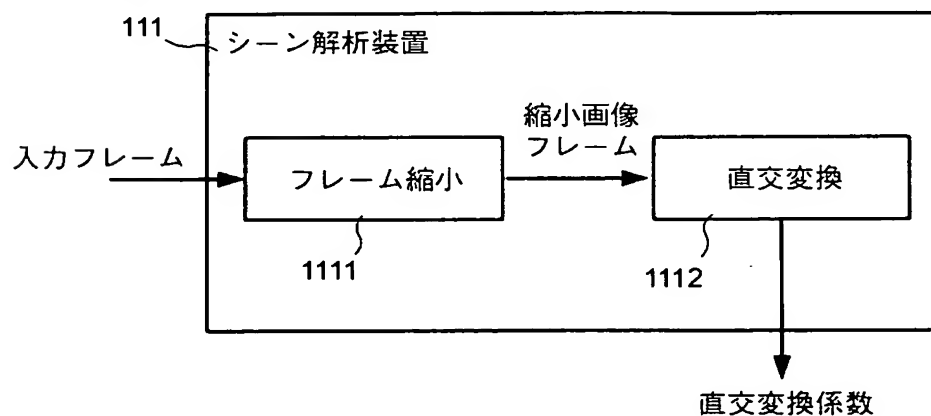 111
シーン解析装置
入力フレーム
フレーム縮小
1111
縮小画像
フレーム
直交変換
1112
直交変換係数